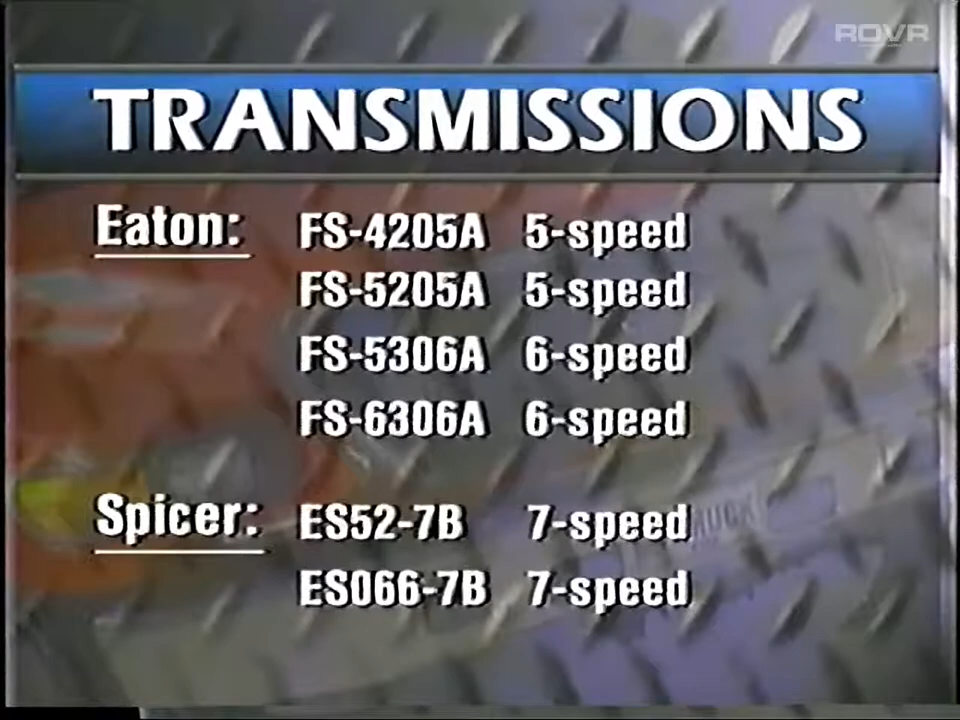 ROVR
TRANSMISSIONS
Eaton: FS-4205A 5-speed
FS-5205A 5-speed
FS-5306A 6-speed
FS-6306A 6-speed
Spicer: ES52-7B 7-speed
ES066-7B 7-speed